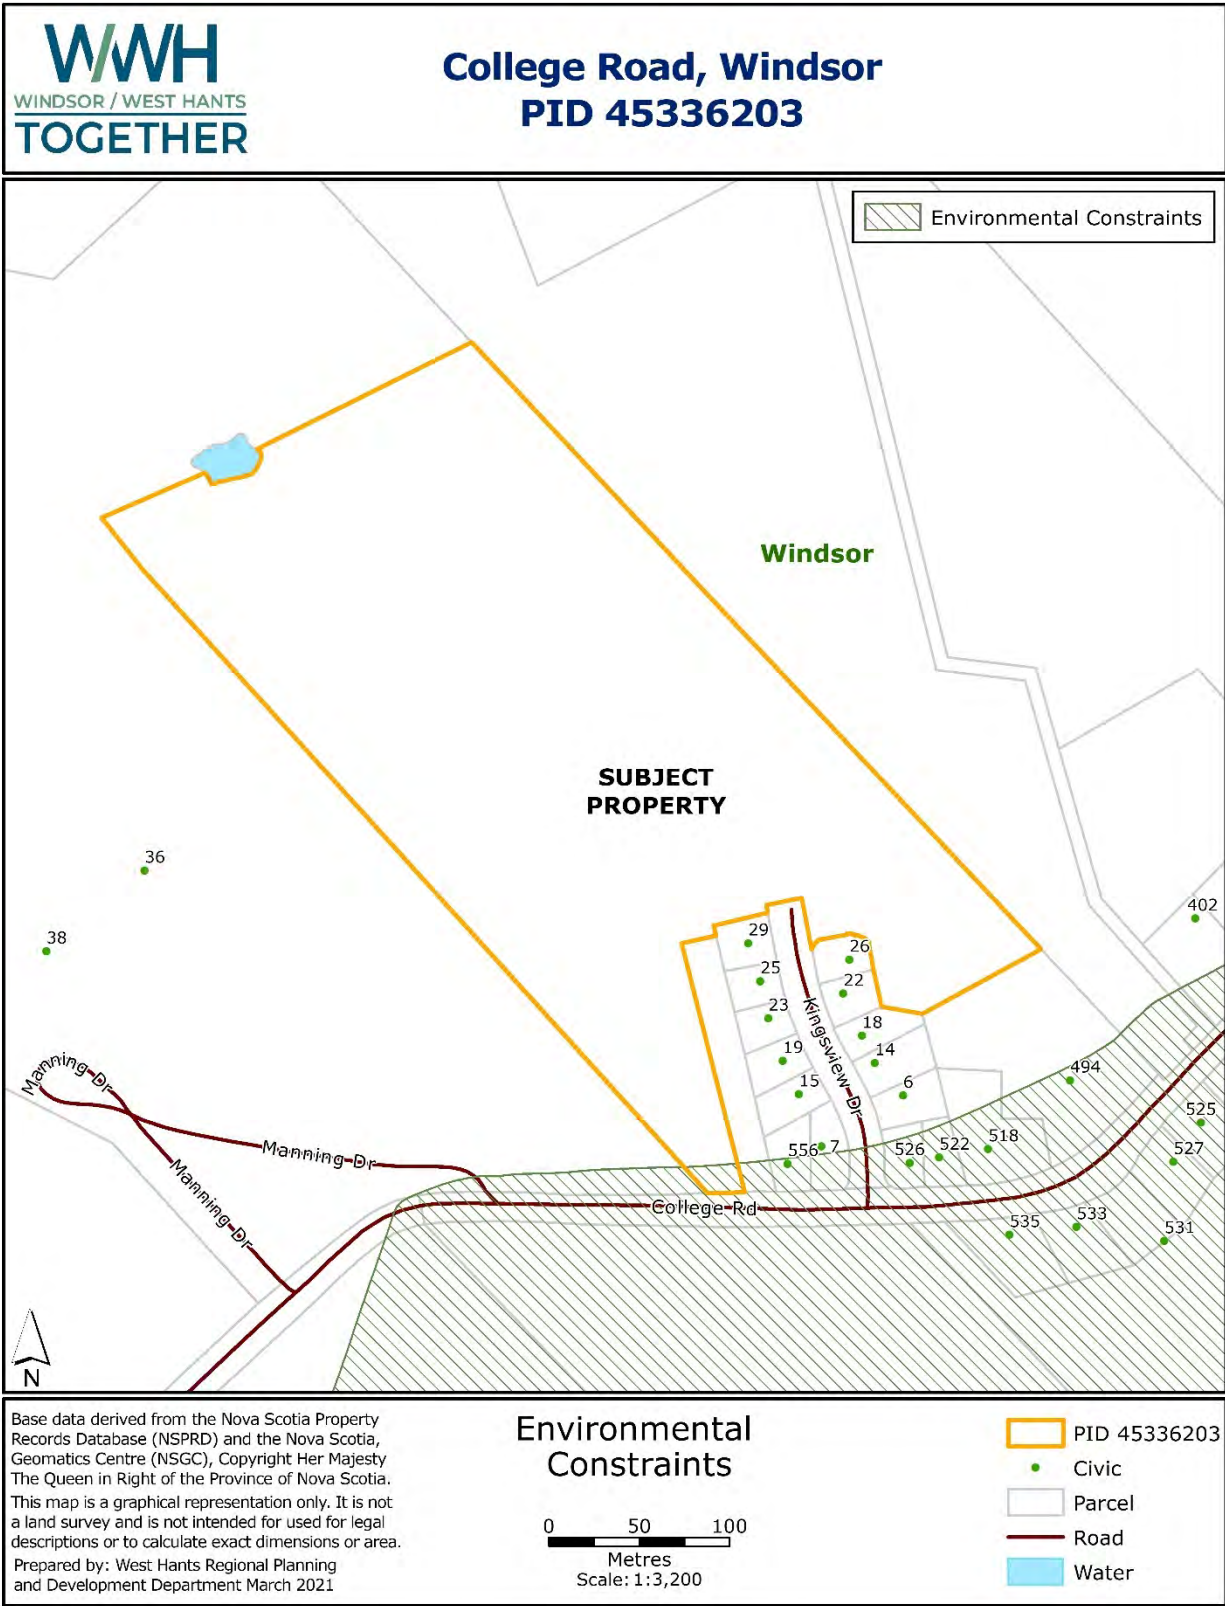 WWH
WINDSOR / WEST HANTS
TOGETHER
College Road, Windsor
PID 45336203
Environmental Constraints
Windsor
SUBJECT
PROPERTY
36
38
402
29
26
25
22
23
18
19
14
15
6
Kingsview Dr
494
525
7
556
526
522
518
527
Manning Dr
Manning Dr
Manning Dr
College Rd
535
533
531
N
Base data derived from the Nova Scotia Property
Records Database (NSPRD) and the Nova Scotia,
Geomatics Centre (NSGC), Copyright Her Majesty
The Queen in Right of the Province of Nova Scotia.
This map is a graphical representation only. It is not
a land survey and is not intended for used for legal
descriptions or to calculate exact dimensions or area.
Prepared by: West Hants Regional Planning
and Development Department March 2021
Environmental
Constraints
0 50 100
Metres
Scale: 1:3,200
PID 45336203
Civic
Parcel
Road
Water